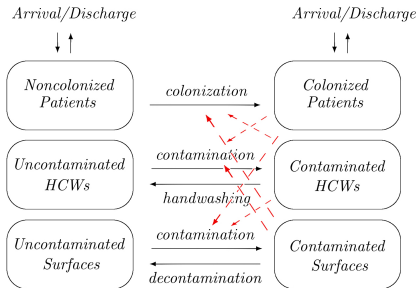 Arrival/Discharge
Arrival/Discharge
Noncolonized
Patients
colonization
Colonized
Patients
Uncontaminated
HCWs
contamination
handwashing
Contaminated
HCWs
Uncontaminated
Surfaces
contamination
decontamination
Contaminated
Surfaces